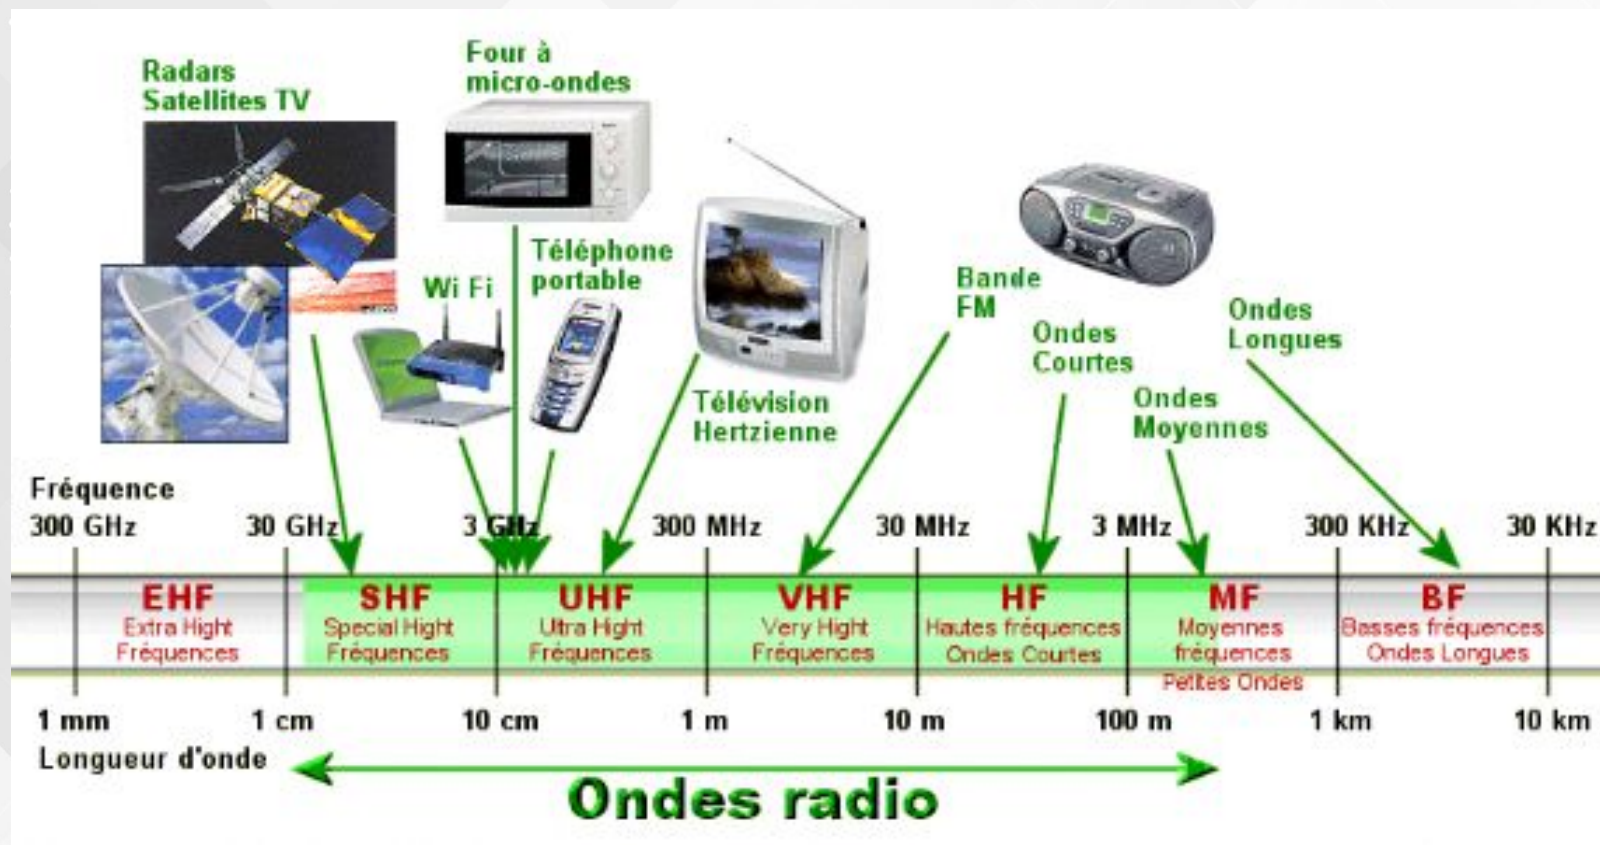 Radars
Satellites TV
Four à
micro-ondes
Wi Fi
Téléphone
portable
Télévision
Hertzienne
Bande
FM
Ondes
Courtes
Ondes
Moyennes
Ondes
Longues
Fréquence
300 GHz 30 GHz 3 GHz 300 MHz 30 MHz 3 MHz 300 KHz 30 KHz
EHF
Extra Hight
Fréquences
SHF
Special Hight
Fréquences
UHF
Ultra Hight
Fréquences
VHF
Very Hight
Fréquences
HF
Hautes fréquences
Ondes Courtes
MF
Moyennes
fréquences
Petites Ondes
BF
Basses fréquences
Ondes Longues
1 mm 1 cm 10 cm 1 m 10 m 100 m 1 km 10 km
Longueur d'onde
Ondes radio